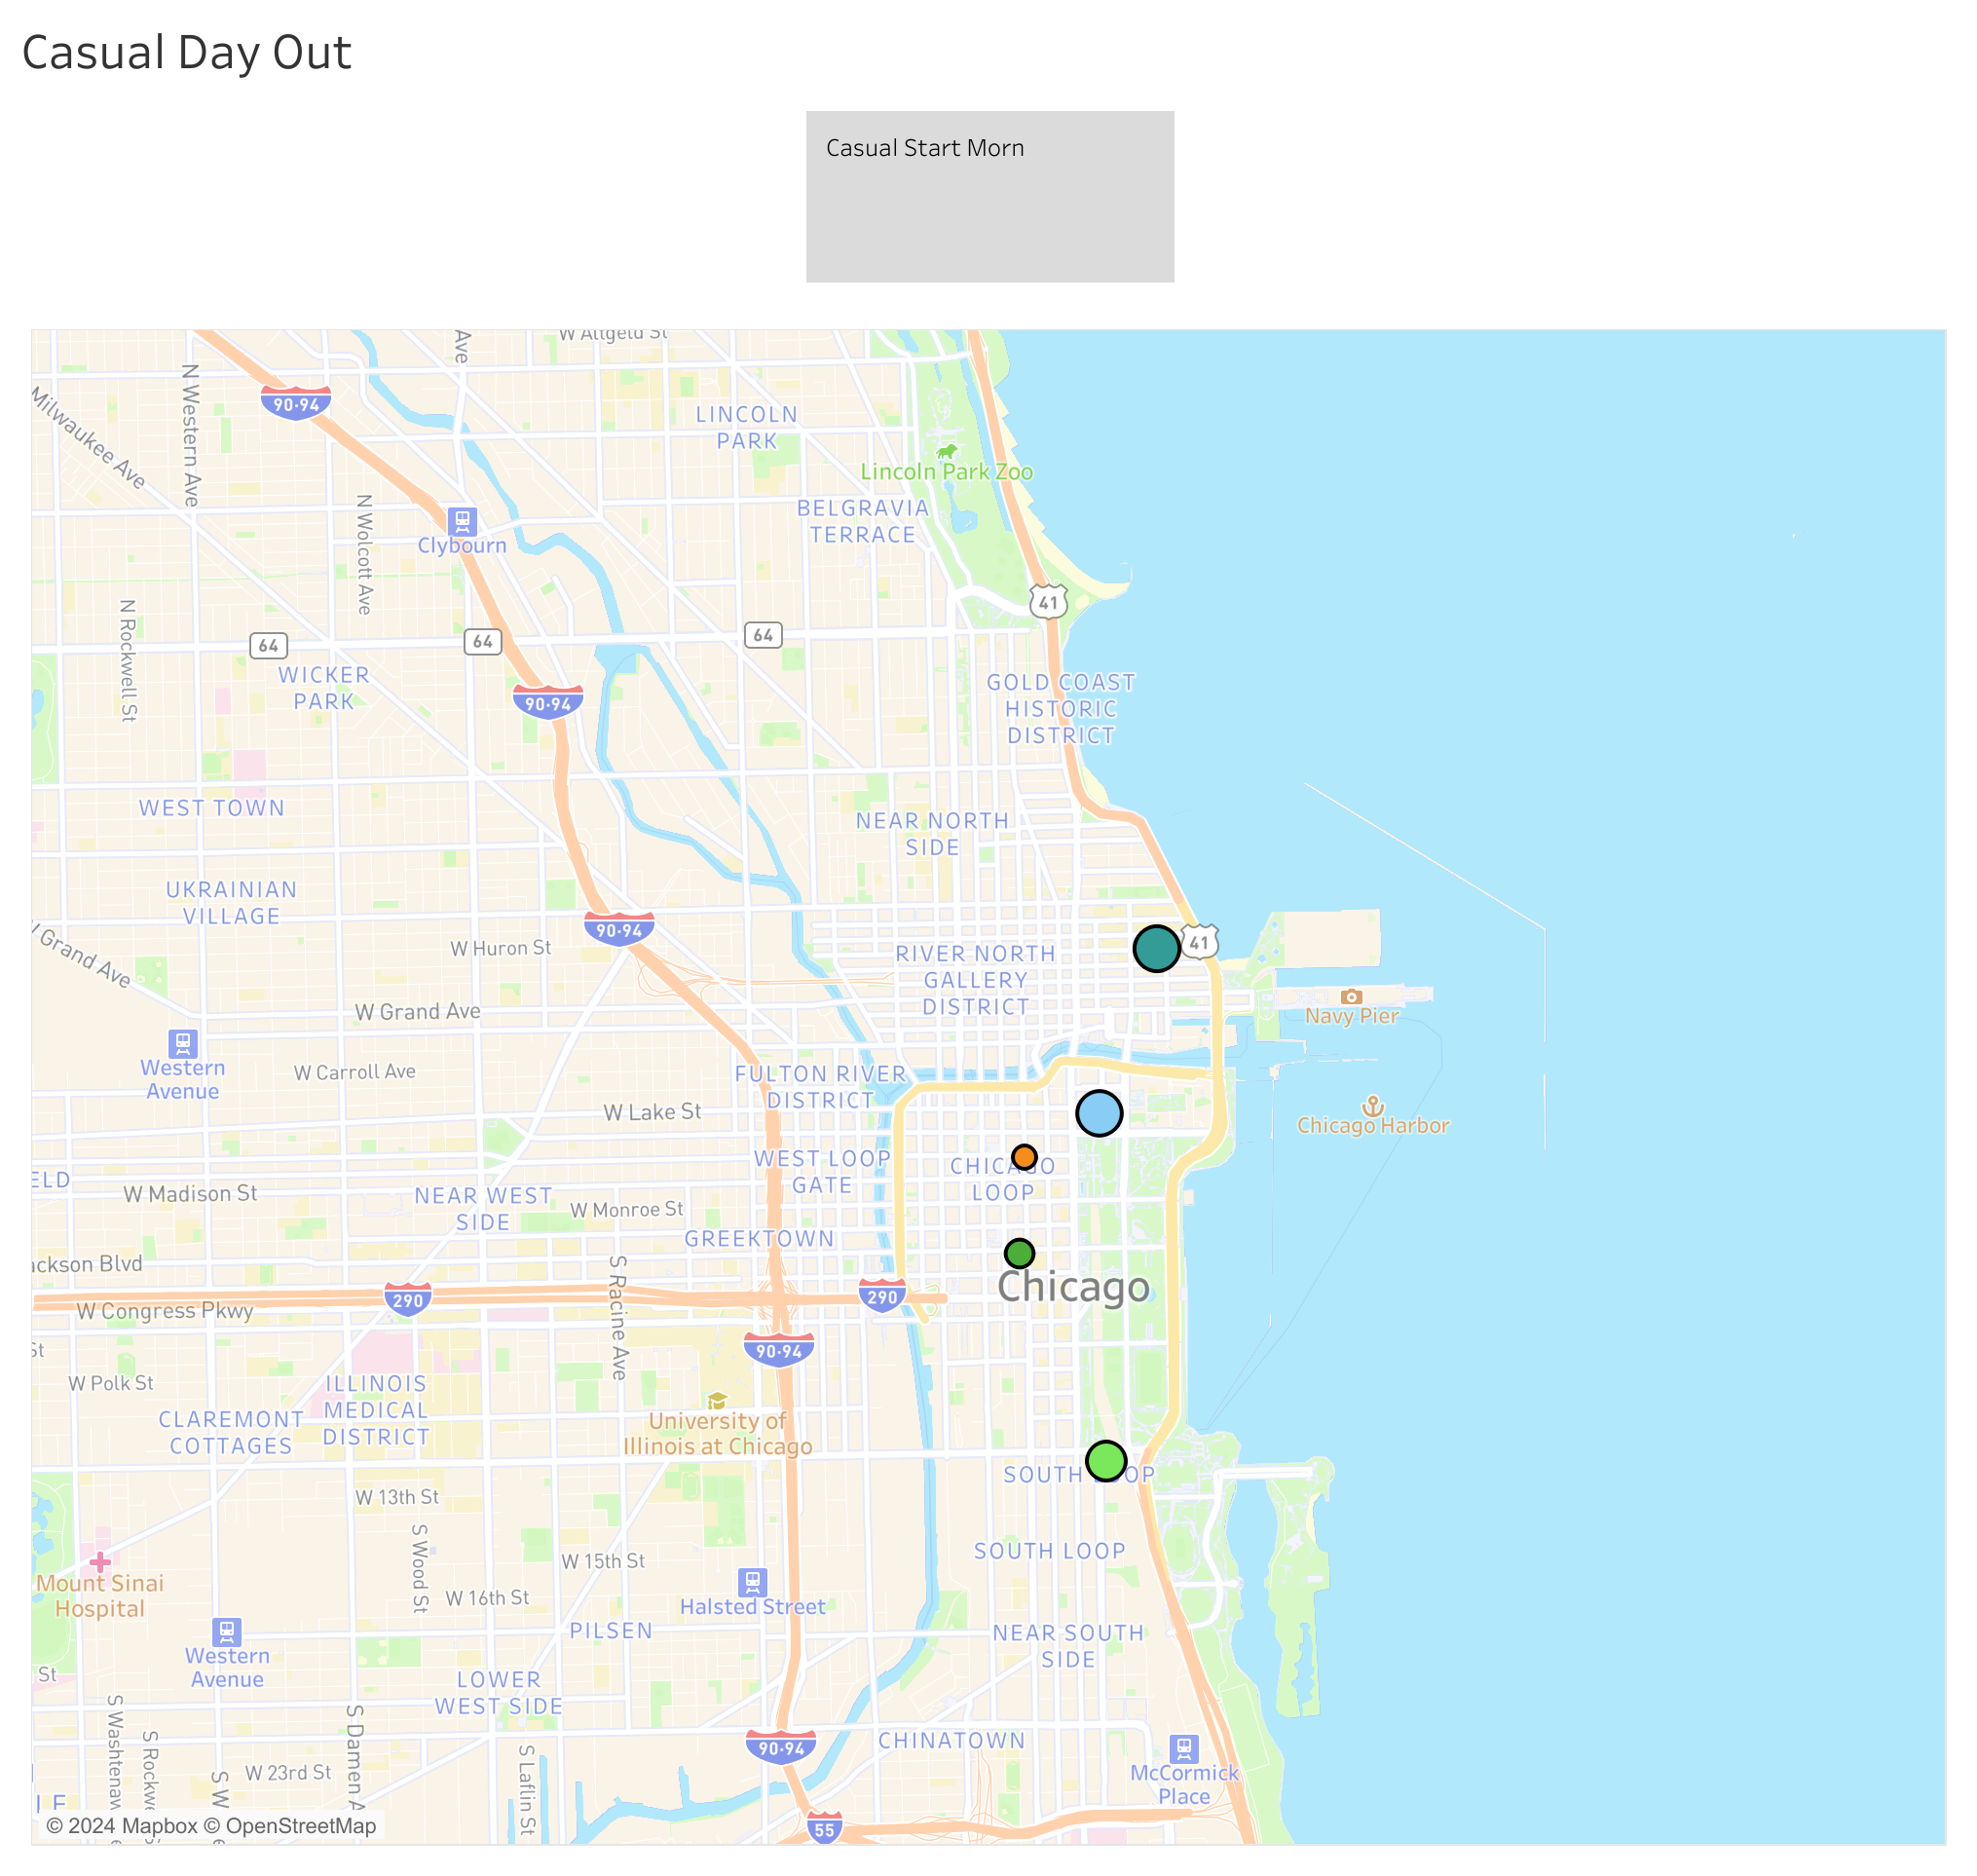 Casual Day Out
Casual Start Morn
W Altgeld St
Ave
N Western Ave
Milwaukee Ave
90-94
LINCOLN
PARK
Lincoln Park Zoo
BELGRAVIA
TERRACE
N Wolcott Ave
Clybourn
41
N Rockwell St
64
64
64
WICKER
PARK
90-94
GOLD COAST
HISTORIC
DISTRICT
WEST TOWN
NEAR NORTH
SIDE
UKRAINIAN
VILLAGE
90-94
W Grand Ave
W Huron St
RIVER NORTH
GALLERY
DISTRICT
41
W Grand Ave
Navy Pier
Western
Avenue
W Carroll Ave
FULTON RIVER
DISTRICT
W Lake St
Chicago Harbor
WEST LOOP
GATE
CHICAGO
LOOP
ELD
W Madison St
NEAR WEST
SIDE
W Monroe St
GREEKTOWN
ackson Blvd
S Racine Ave
Chicago
290
290
W Congress Pkwy
90-94
St
W Polk St
ILLINOIS
MEDICAL
DISTRICT
CLAREMONT
COTTAGES
University of
Illinois at Chicago
SOUTH LOOP
W 13th St
S Wood St
SOUTH LOOP
W 15th St
Mount Sinai
Hospital
W 16th St
Halsted Street
PILSEN
NEAR SOUTH
SIDE
Western
Avenue
St
LOWER
WEST SIDE
S Washtenaw
S Rockwe
S W
S Damen A
CHINATOWN
90-94
W 23rd St
S Laflin St
McCormick
Place
© 2024 Mapbox © OpenStreetMap
55